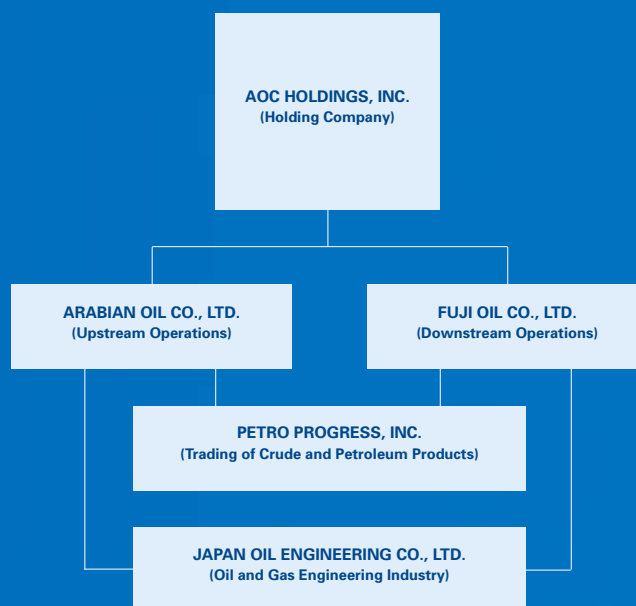 AOC HOLDINGS, INC.
(Holding Company)
ARABIAN OIL CO., LTD.
(Upstream Operations)
FUJI OIL CO., LTD.
(Downstream Operations)
PETRO PROGRESS, INC.
(Trading of Crude and Petroleum Products)
JAPAN OIL ENGINEERING CO., LTD.
(Oil and Gas Engineering Industry)